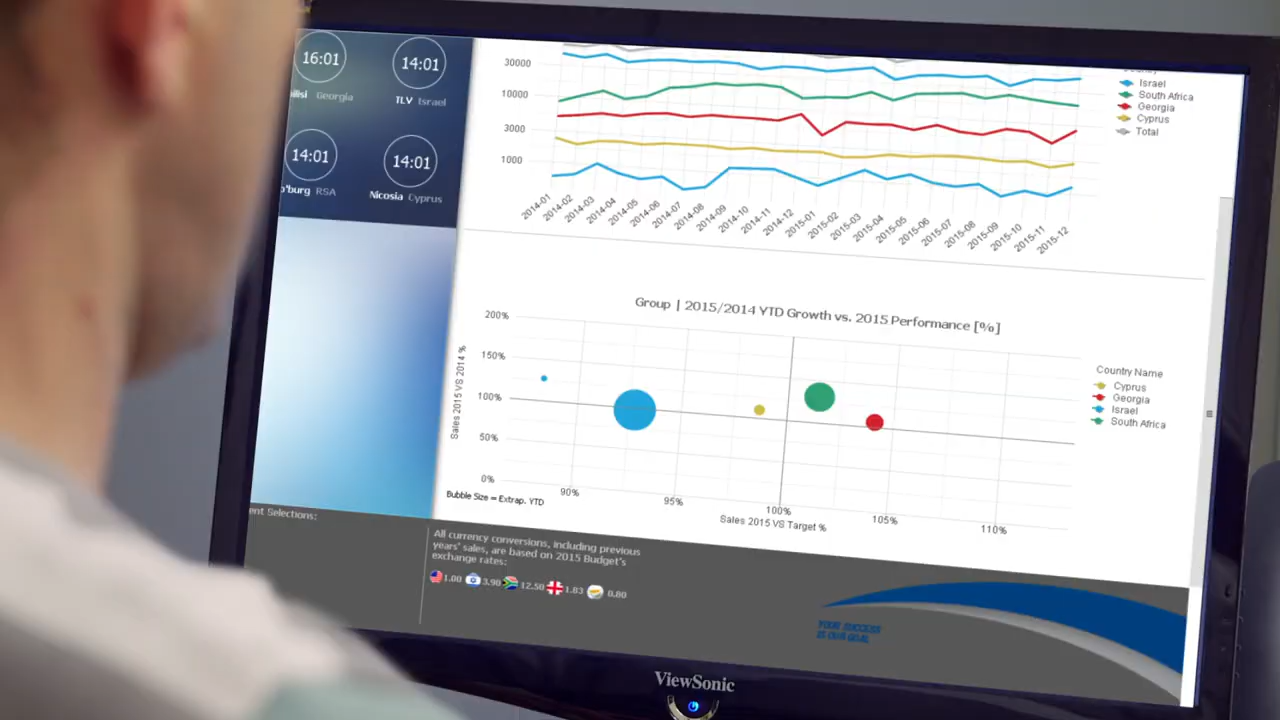 16:01
14:01
Georgia
TLV Israel
14:01
14:01
RSA
Nicosia Cyprus
30000
10000
3000
1000
Israel
South Africa
Georgia
Cyprus
Total
2014-01
2014-02
2014-03
2014-04
2014-05
2014-06
2014-07
2014-08
2014-09
2014-10
2014-11
2014-12
2015-01
2015-02
2015-03
2015-04
2015-05
2015-06
2015-07
2015-08
2015-09
2015-10
2015-11
2015-12
Group | 2015/2014 YTD Growth vs. 2015 Performance [%]
Sales 2015 VS 2014 %
200%
150%
100%
50%
0%
90%
95%
100%
105%
110%
Sales 2015 VS Target %
Bubble Size = Extrap. YTD
Country Name
Cyprus
Georgia
Israel
South Africa
Selections:
All currency conversions, including previous
years' sales, are based on 2015 Budget's
exchange rates:
1.00 3.90 12.50 1.83 0.80
YOUR SUCCESS
IS OUR GOAL
ViewSonic